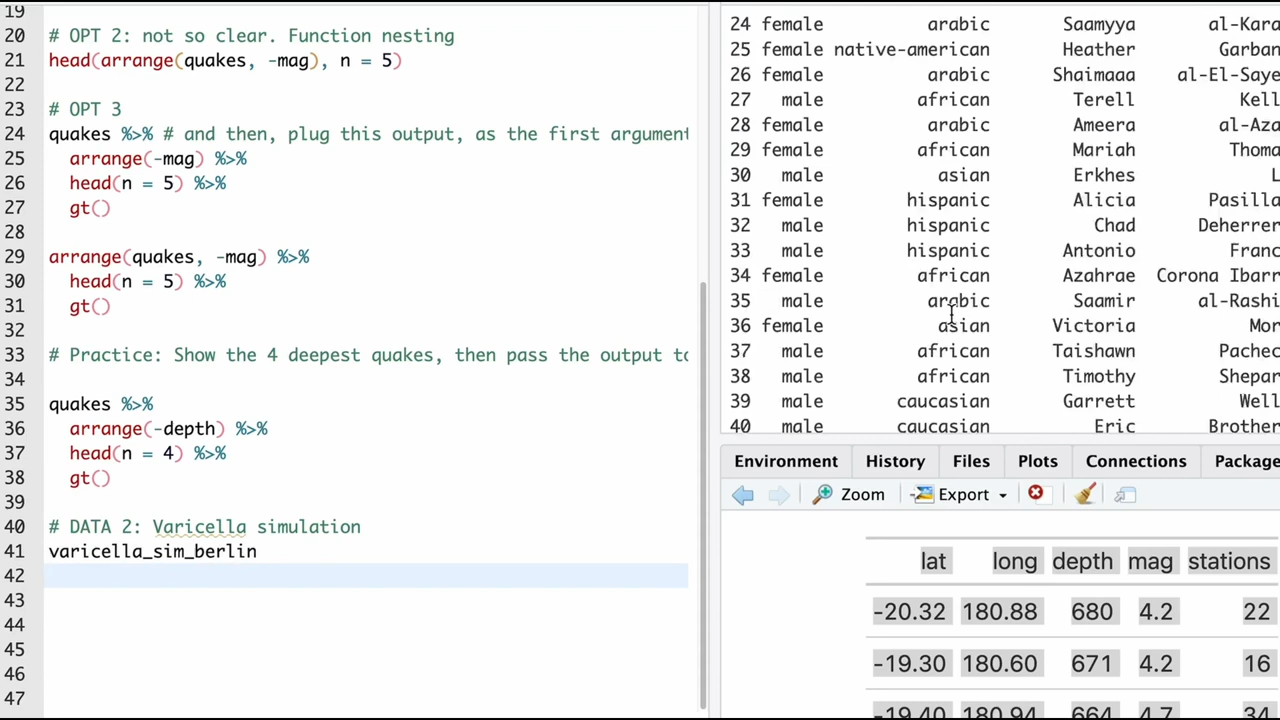 19
20 # OPT 2: not so clear. Function nesting
21 head(arrange(quakes, -mag), n = 5)
22
23 # OPT 3
24 quakes %>% # and then, plug this output, as the first argument
25 arrange(-mag) %>%
26 head(n = 5) %>%
27 gt()
28
29 arrange(quakes, -mag) %>%
30 head(n = 5) %>%
31 gt()
32
33 # Practice: Show the 4 deepest quakes, then pass the output to
34
35 quakes %>%
36 arrange(-depth) %>%
37 head(n = 4) %>%
38 gt()
39
40 # DATA 2: Varicella simulation
41 varicella_sim_berlin
42
43
44
45
46
47
24 female arabic Saamyya al-Kara
25 female native-american Heather Garban
26 female arabic Shaimaaa al-El-Saye
27 male african Terell Kell
28 female arabic Ameera al-Aza
29 female african Mariah Thoma
30 male asian Erkhes L
31 female hispanic Alicia Pasilla
32 male hispanic Chad Deherrer
33 male hispanic Antonio Franc
34 female african Azahrae Corona Ibarr
35 male arabic Saamir al-Rashi
36 female asian Victoria Mor
37 male african Taishawn Pachec
38 male african Timothy Shepar
39 male caucasian Garrett Well
40 male caucasian Eric Brother
Environment History Files Plots Connections Package
Zoom Export
lat long depth mag stations
-20.32 180.88 680 4.2 22
-19.30 180.60 671 4.2 16
-19.40 180.94 664 4.7 34